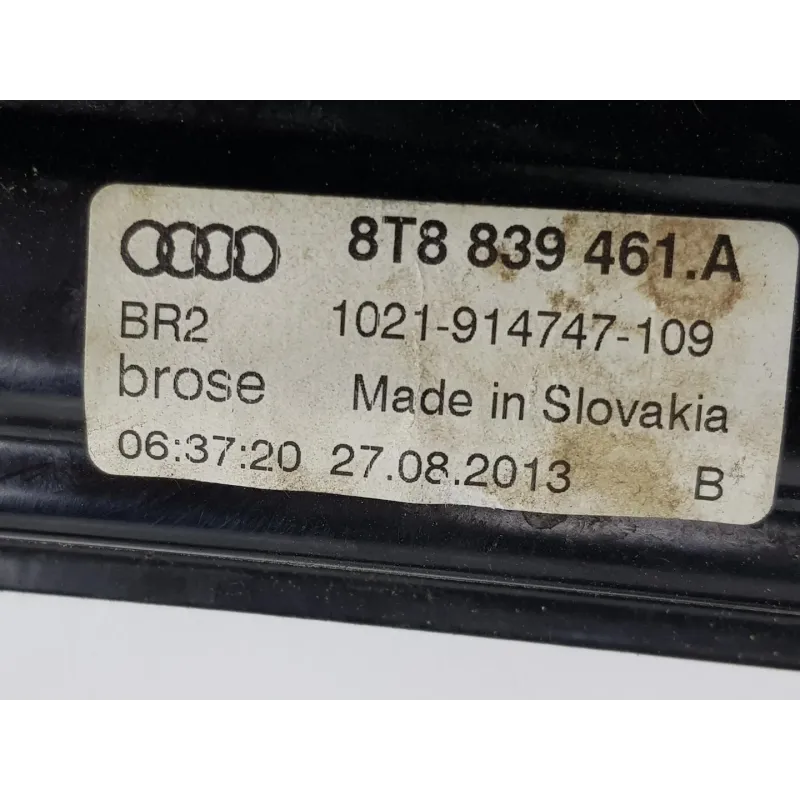 8T8 839 461.A
BR2 1021-914747-109
brose Made in Slovakia
06:37:20 27.08.2013 B